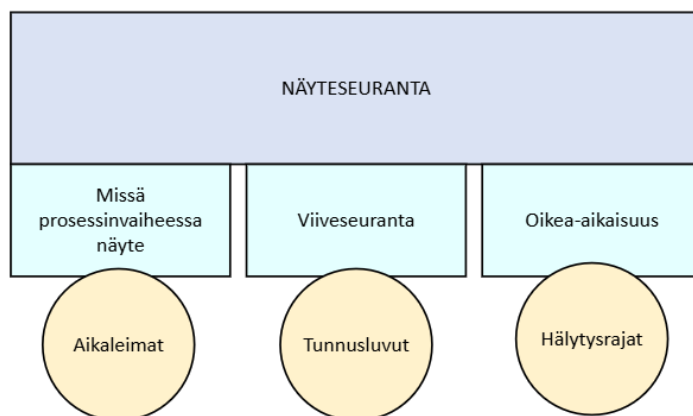 NÄYTESEURANTA
Missä
prosessinvaiheessa
näyte
Viiveseuranta
Oikea-aikaisuus
Aikaleimat
Tunnusluvut
Hälytysrajat